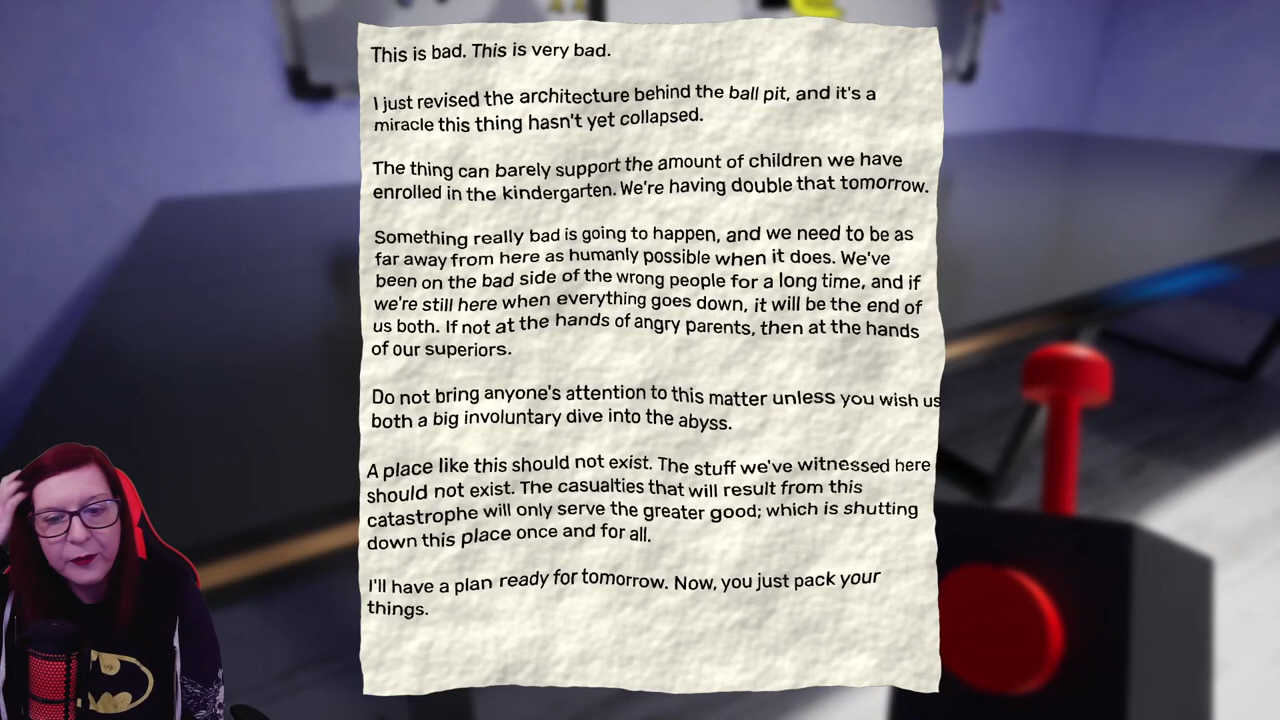 This is bad. This is very bad.
I just revised the architecture behind the ball pit, and it's a
miracle this thing hasn't yet collapsed.
The thing can barely support the amount of children we have
enrolled in the kindergarten. We're having double that tomorrow.
Something really bad is going to happen, and we need to be as
far away from here as humanly possible when it does. We've
been on the bad side of the wrong people for a long time, and if
we're still here when everything goes down, it will be the end of
us both. If not at the hands of angry parents, then at the hands
of our superiors.
Do not bring anyone's attention to this matter unless you wish us
both a big involuntary dive into the abyss.
A place like this should not exist. The stuff we've witnessed here
should not exist. The casualties that will result from this
catastrophe will only serve the greater good; which is shutting
down this place once and for all.
I'll have a plan ready for tomorrow. Now, you just pack your
things.